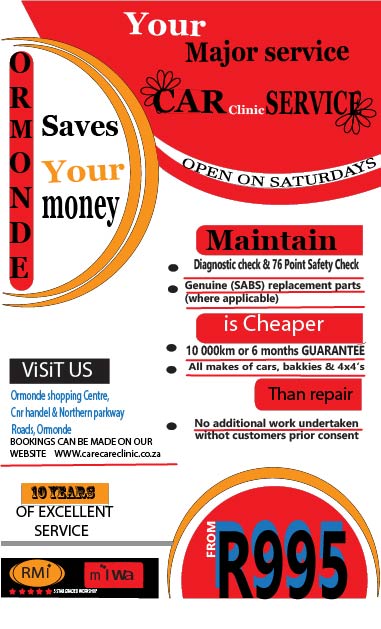 Your
Major service
CAR Clinic SERVICE
OPEN ON SATURDAYS
ORMONDE
Saves
Your
money
Maintain
Diagnostic check & 76 Point Safety Check
Genuine (SABS) replacement parts
(where applicable)
is Cheaper
10 000km or 6 months GUARANTEE
All makes of cars, bakkies & 4x4's
Than repair
No additional work undertaken
withot customers prior consent
ViSiT US
Ormonde shopping Centre,
Cnr handel & Northern parkway
Roads, Ormonde
BOOKINGS CAN BE MADE ON OUR
WEBSITE WWW.carecareclinic.co.za
10 YEARS
OF EXCELLENT
SERVICE
RMi
miwa
5 STAR GRADED WORKSHOP
FROM
R995